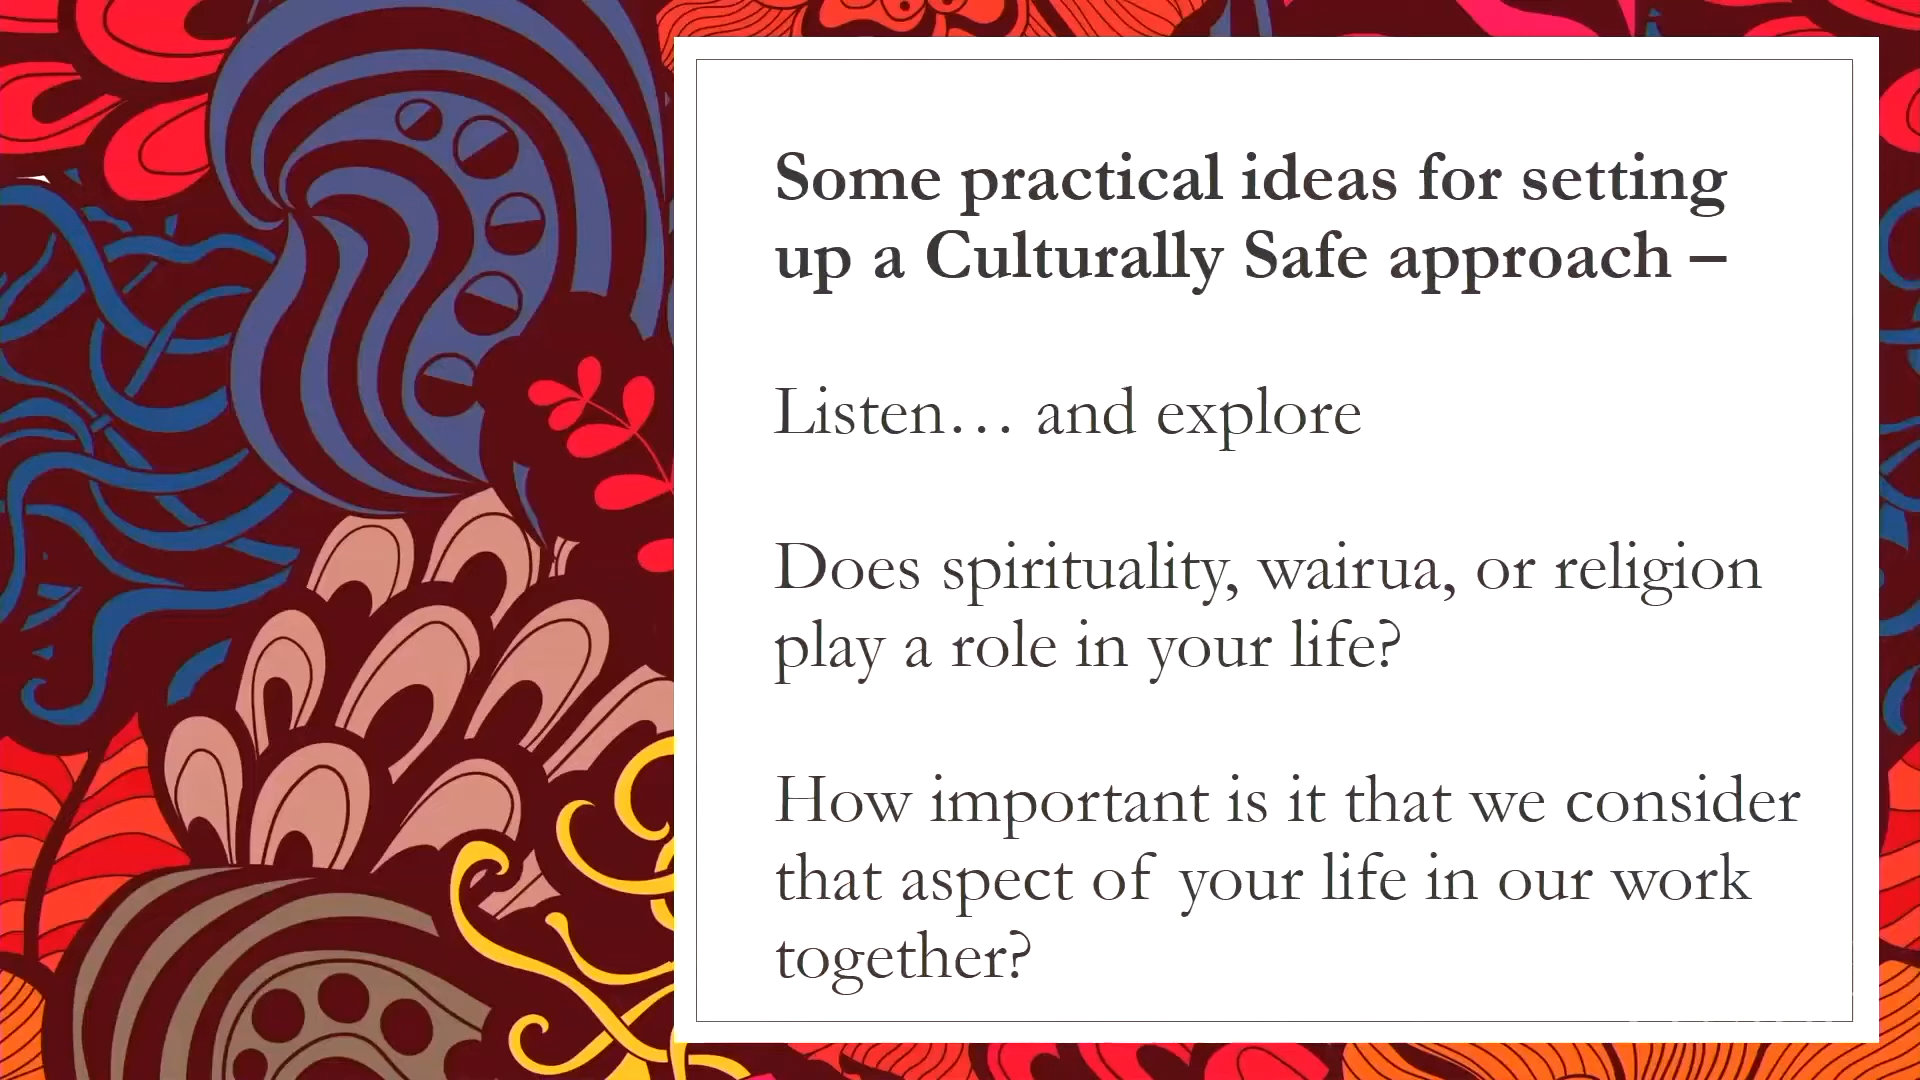 Some practical ideas for setting
up a Culturally Safe approach –
Listen… and explore
Does spirituality, wairua, or religion
play a role in your life?
How important is it that we consider
that aspect of your life in our work
together?